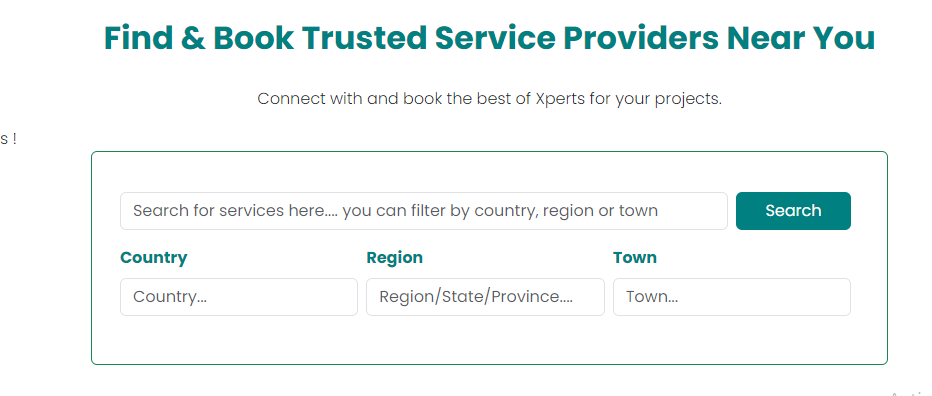 Find & Book Trusted Service Providers Near You
Connect with and book the best of Xperts for your projects.
s !
Search for services here.... you can filter by country, region or town
Search
Country
Region
Town
Country...
Region/State/Province....
Town...